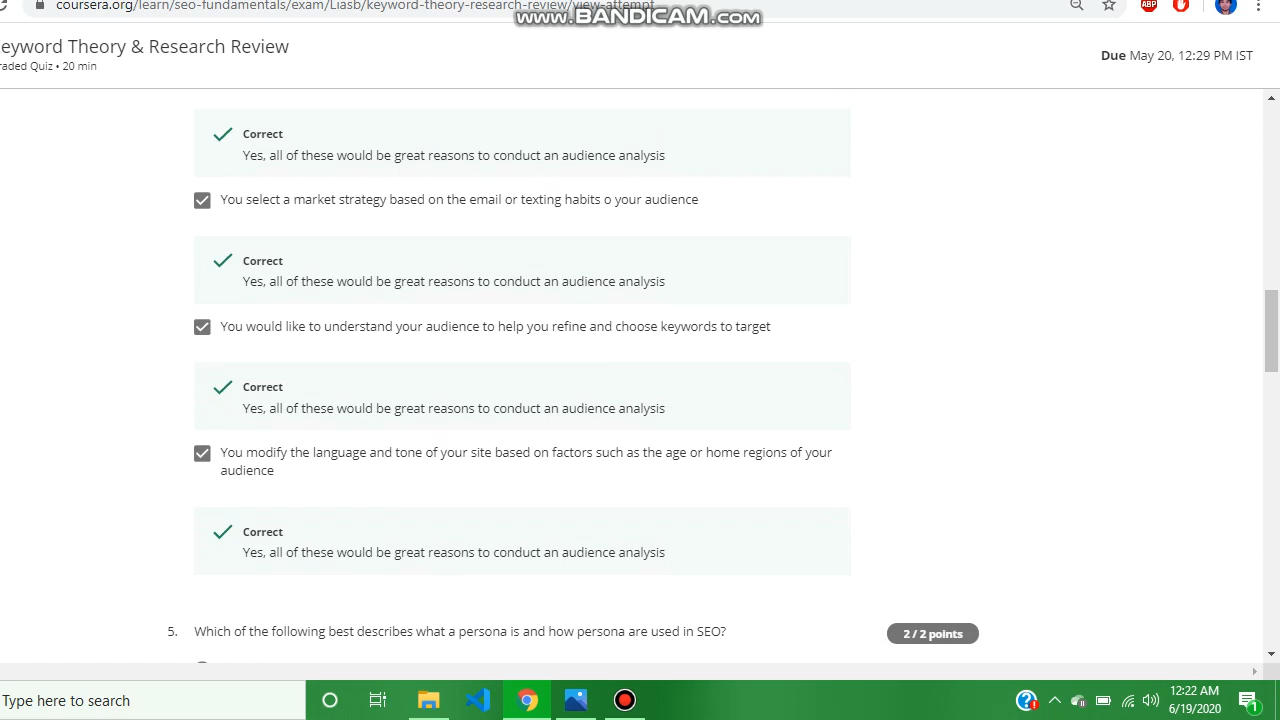 coursera.org/learn/seo-fundamentals/exam/Liasb/keyword-theory-research-review/view-attempt
www.BANDICAM.com
ABP
eyword Theory & Research Review
raded Quiz • 20 min
Due May 20, 12:29 PM IST
Correct
Yes, all of these would be great reasons to conduct an audience analysis
You select a market strategy based on the email or texting habits o your audience
Correct
Yes, all of these would be great reasons to conduct an audience analysis
You would like to understand your audience to help you refine and choose keywords to target
Correct
Yes, all of these would be great reasons to conduct an audience analysis
You modify the language and tone of your site based on factors such as the age or home regions of your
audience
Correct
Yes, all of these would be great reasons to conduct an audience analysis
5. Which of the following best describes what a persona is and how persona are used in SEO?
2 / 2 points
Type here to search
12:22 AM
6/19/2020
1